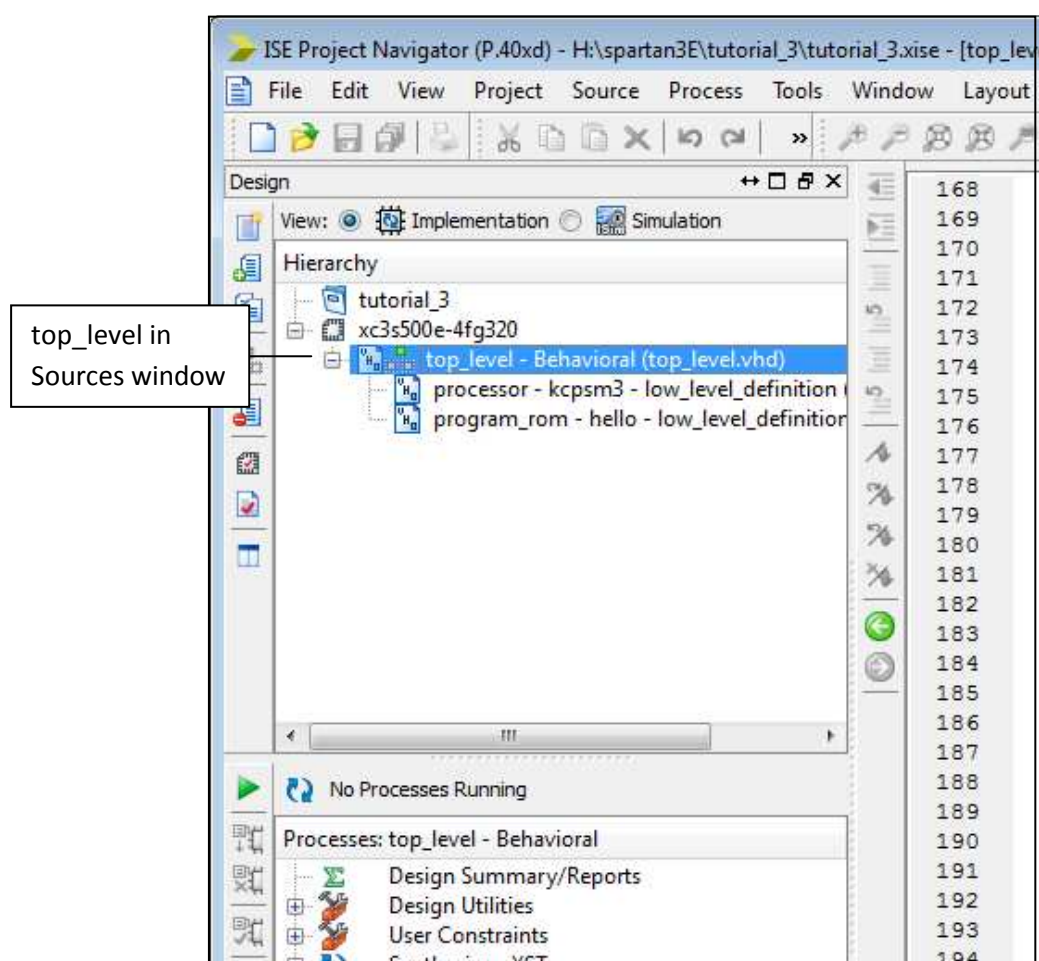 ISE Project Navigator (P.40xd) - H:\spartan3E\tutorial_3\tutorial_3.xise - [top_lev
File Edit View Project Source Process Tools Window Layout
Design
View: Implementation Simulation
Hierarchy
tutorial_3
xc3s500e-4fg320
top_level - Behavioral (top_level.vhd)
processor - kcpsm3 - low_level_definition (
program_rom - hello - low_level_definition
top_level in
Sources window
No Processes Running
Processes: top_level - Behavioral
Design Summary/Reports
Design Utilities
User Constraints
168
169
170
171
172
173
174
175
176
177
178
179
180
181
182
183
184
185
186
187
188
189
190
191
192
193
194